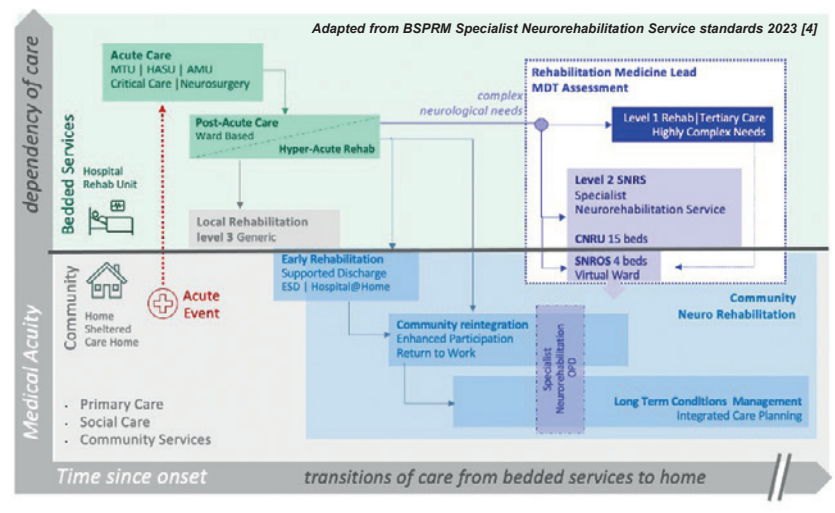 Adapted from BSPRM Specialist Neurorehabilitation Service standards 2023 [4]
dependency of care
Medical Acuity
Bedded Services
Community
Acute Care
MTU | HASU | AMU
Critical Care |Neurosurgery
Post-Acute Care
Ward Based
Hyper-Acute Rehab
complex
neurological needs
Rehabilitation Medicine Lead
MDT Assessment
Level 1 Rehab|Tertiary Care
Highly Complex Needs
Level 2 SNRS
Specialist
Neurorehabilitation Service
CNRU 15 beds
SNROS 4 beds
Virtual Ward
Hospital
Rehab Unit
Local Rehabilitation
level 3 Generic
Early Rehabilitation
Supported Discharge
ESD | Hospital@Home
Home
Sheltered
Care Home
Acute
Event
Community
Neuro Rehabilitation
Community reintegration
Enhanced Participation
Return to Work
Specialist
Neurorehabilitation
OPD
Long Term Conditions Management
Integrated Care Planning
· Primary Care
· Social Care
· Community Services
Time since onset
transitions of care from bedded services to home